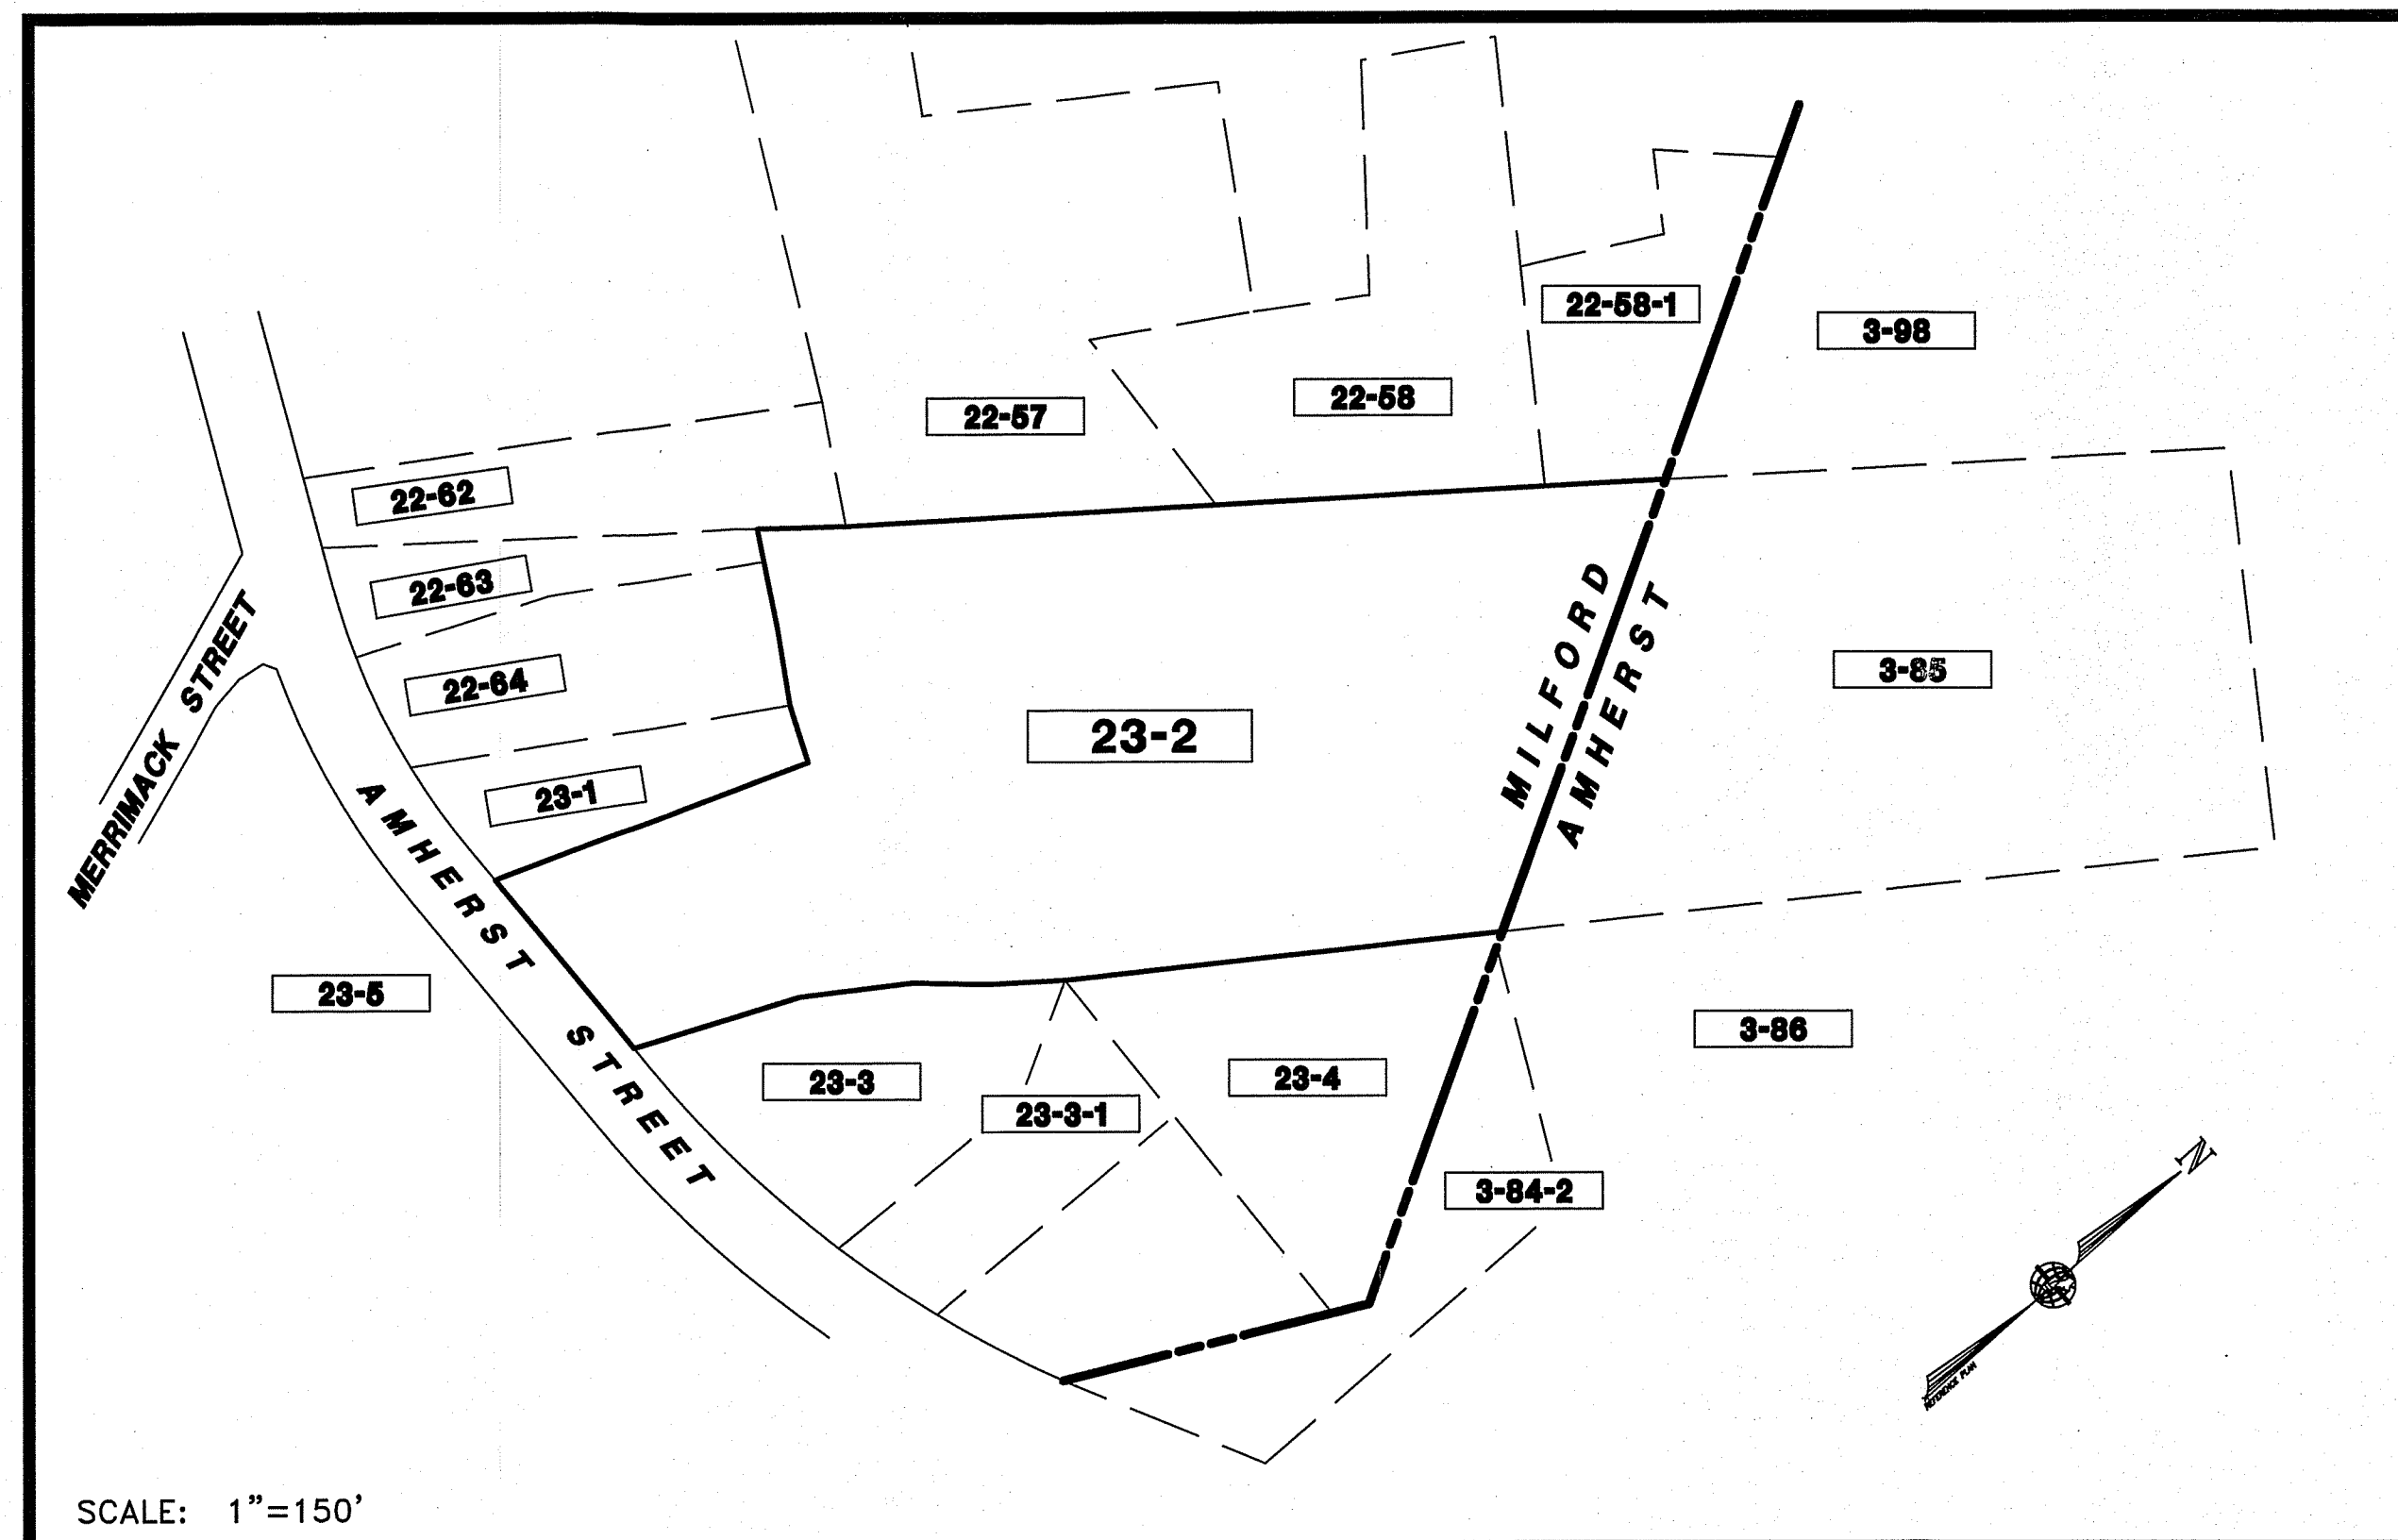 22-58-1
3-98
22-58
22-57
22-62
22-63
22-64
23-1
MERRIMACK STREET
AMHERST STREET
23-2
MILFORD
AMHERST
3-85
23-5
23-3
23-3-1
23-4
3-86
3-84-2
N
REFERENCE PLAN
SCALE: 1"=150'